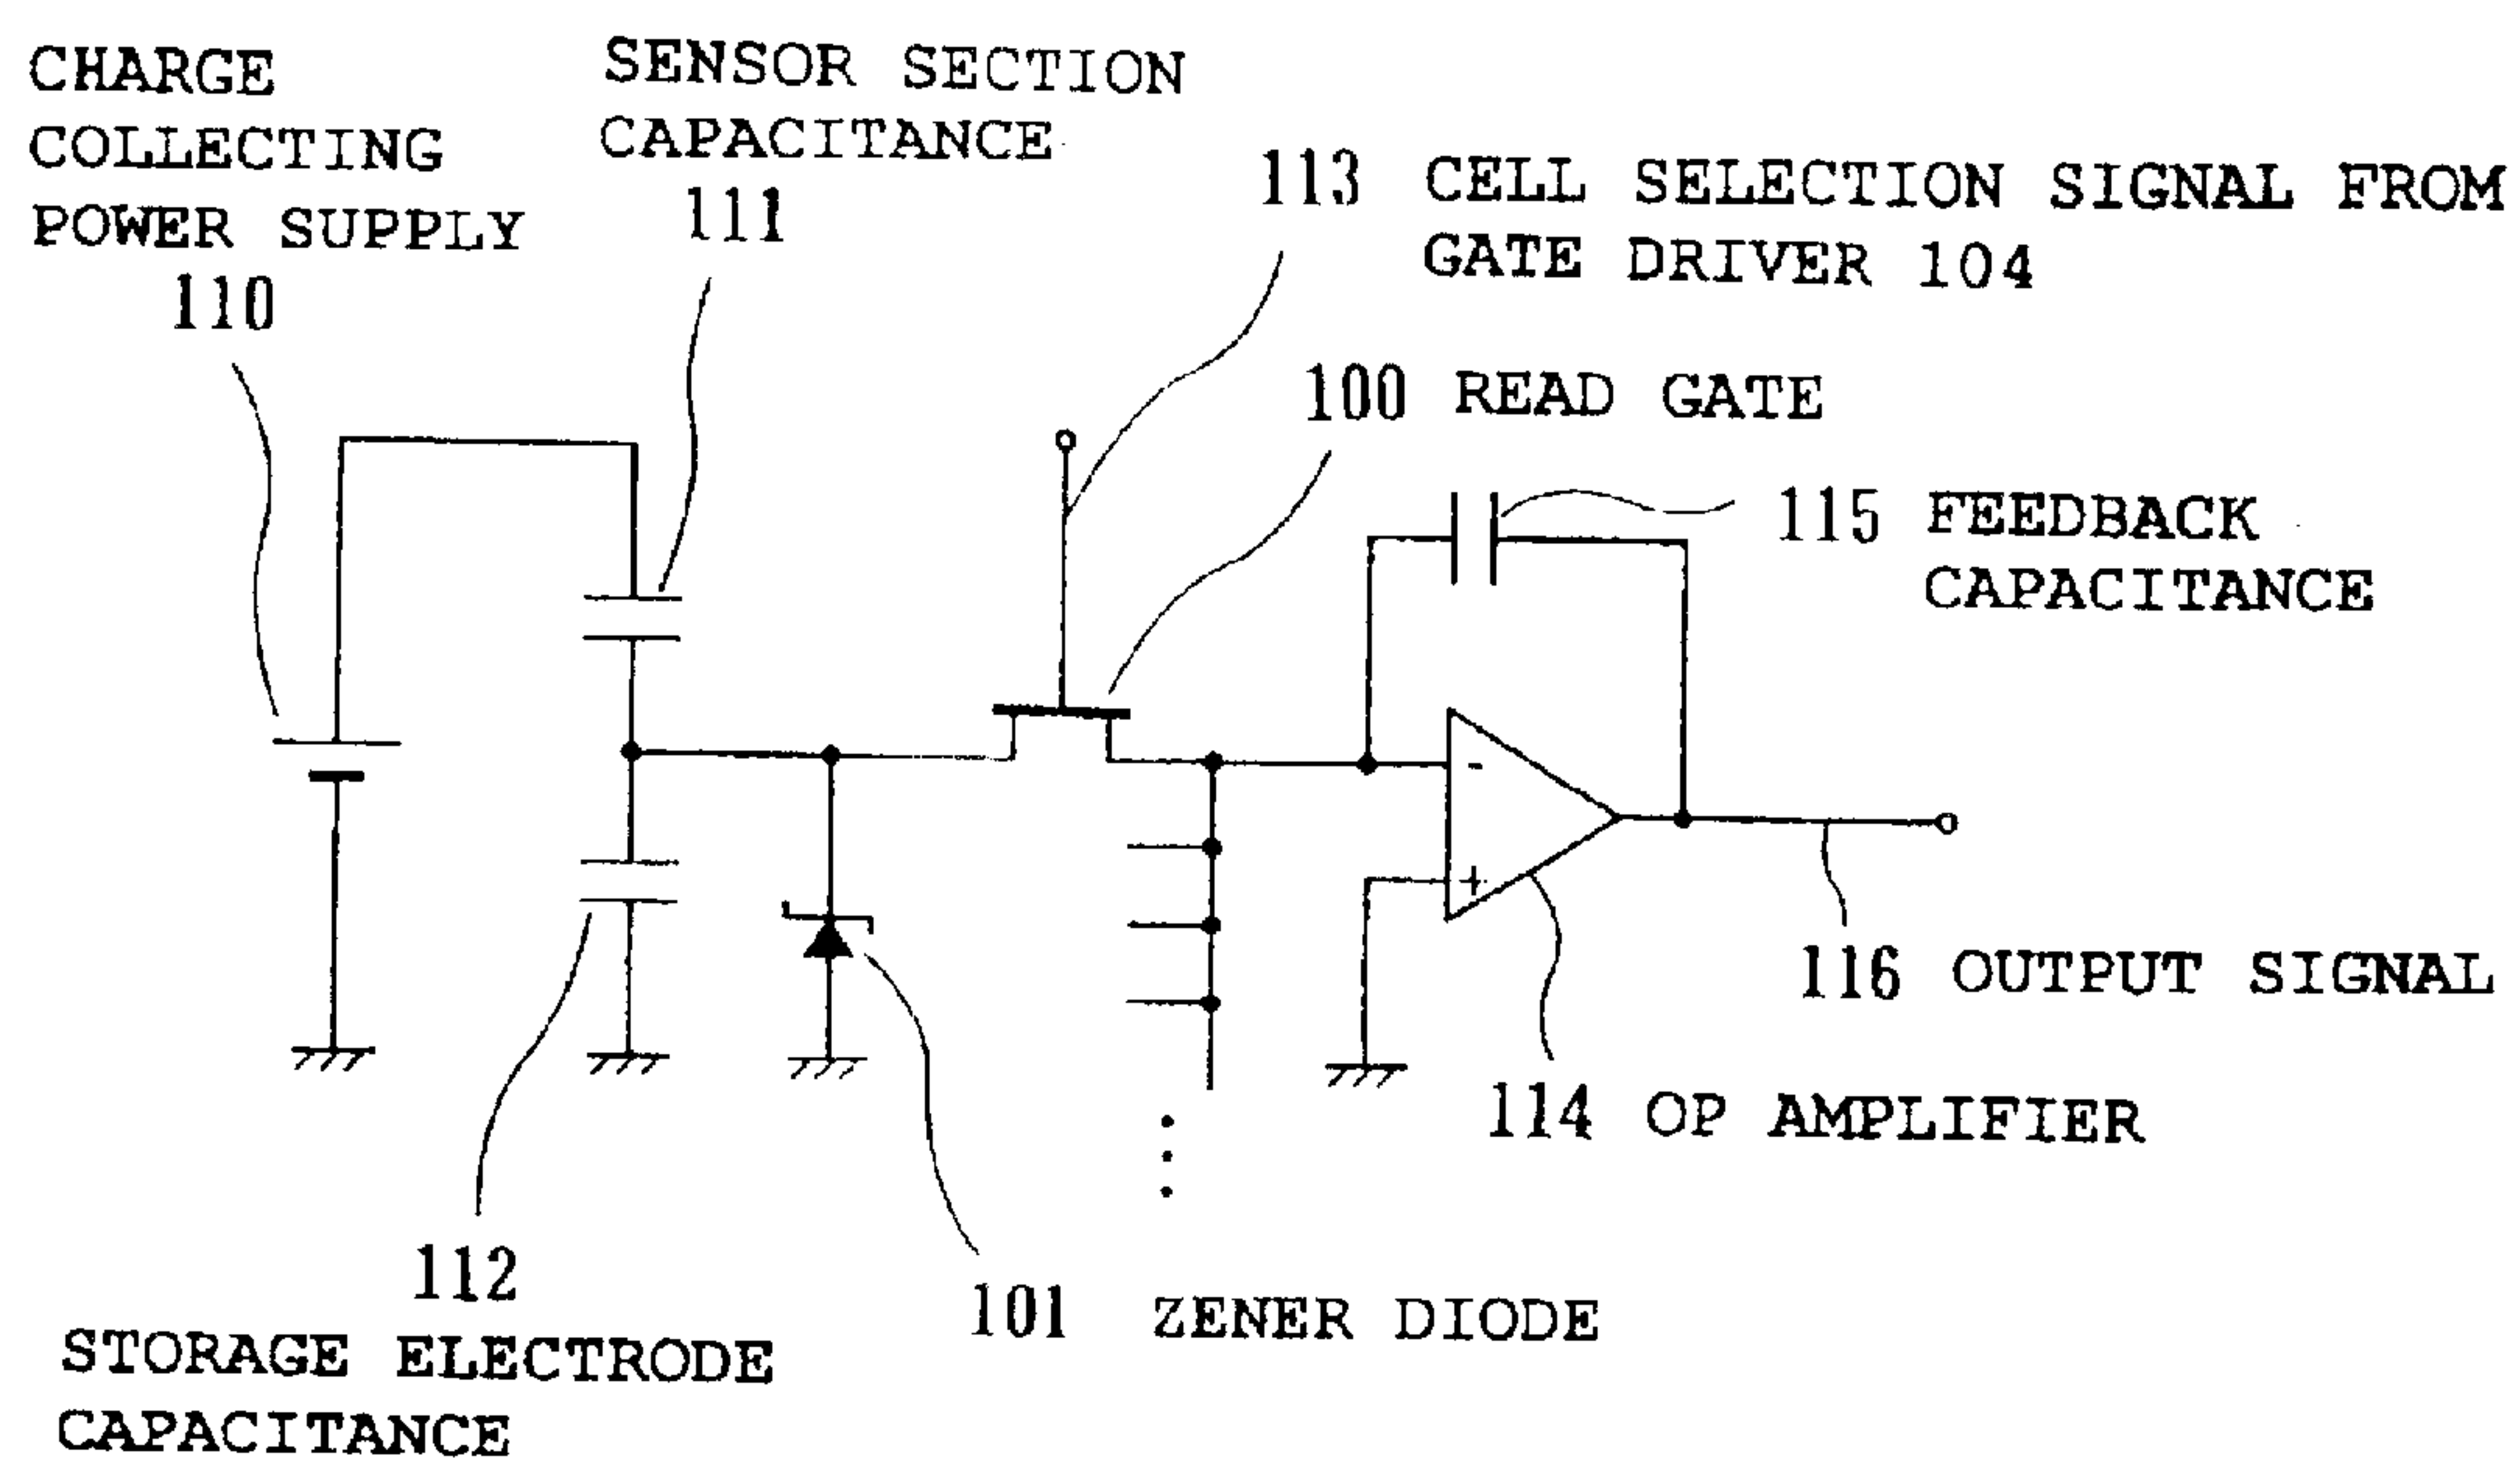 CHARGE
COLLECTING
POWER SUPPLY
110
SENSOR SECTION
CAPACITANCE
111
113 CELL SELECTION SIGNAL FROM
GATE DRIVER 104
100 READ GATE
115 FEEDBACK
CAPACITANCE
-
+
116 OUTPUT SIGNAL
114 OP AMPLIFIER
112
STORAGE ELECTRODE
CAPACITANCE
101 ZENER DIODE